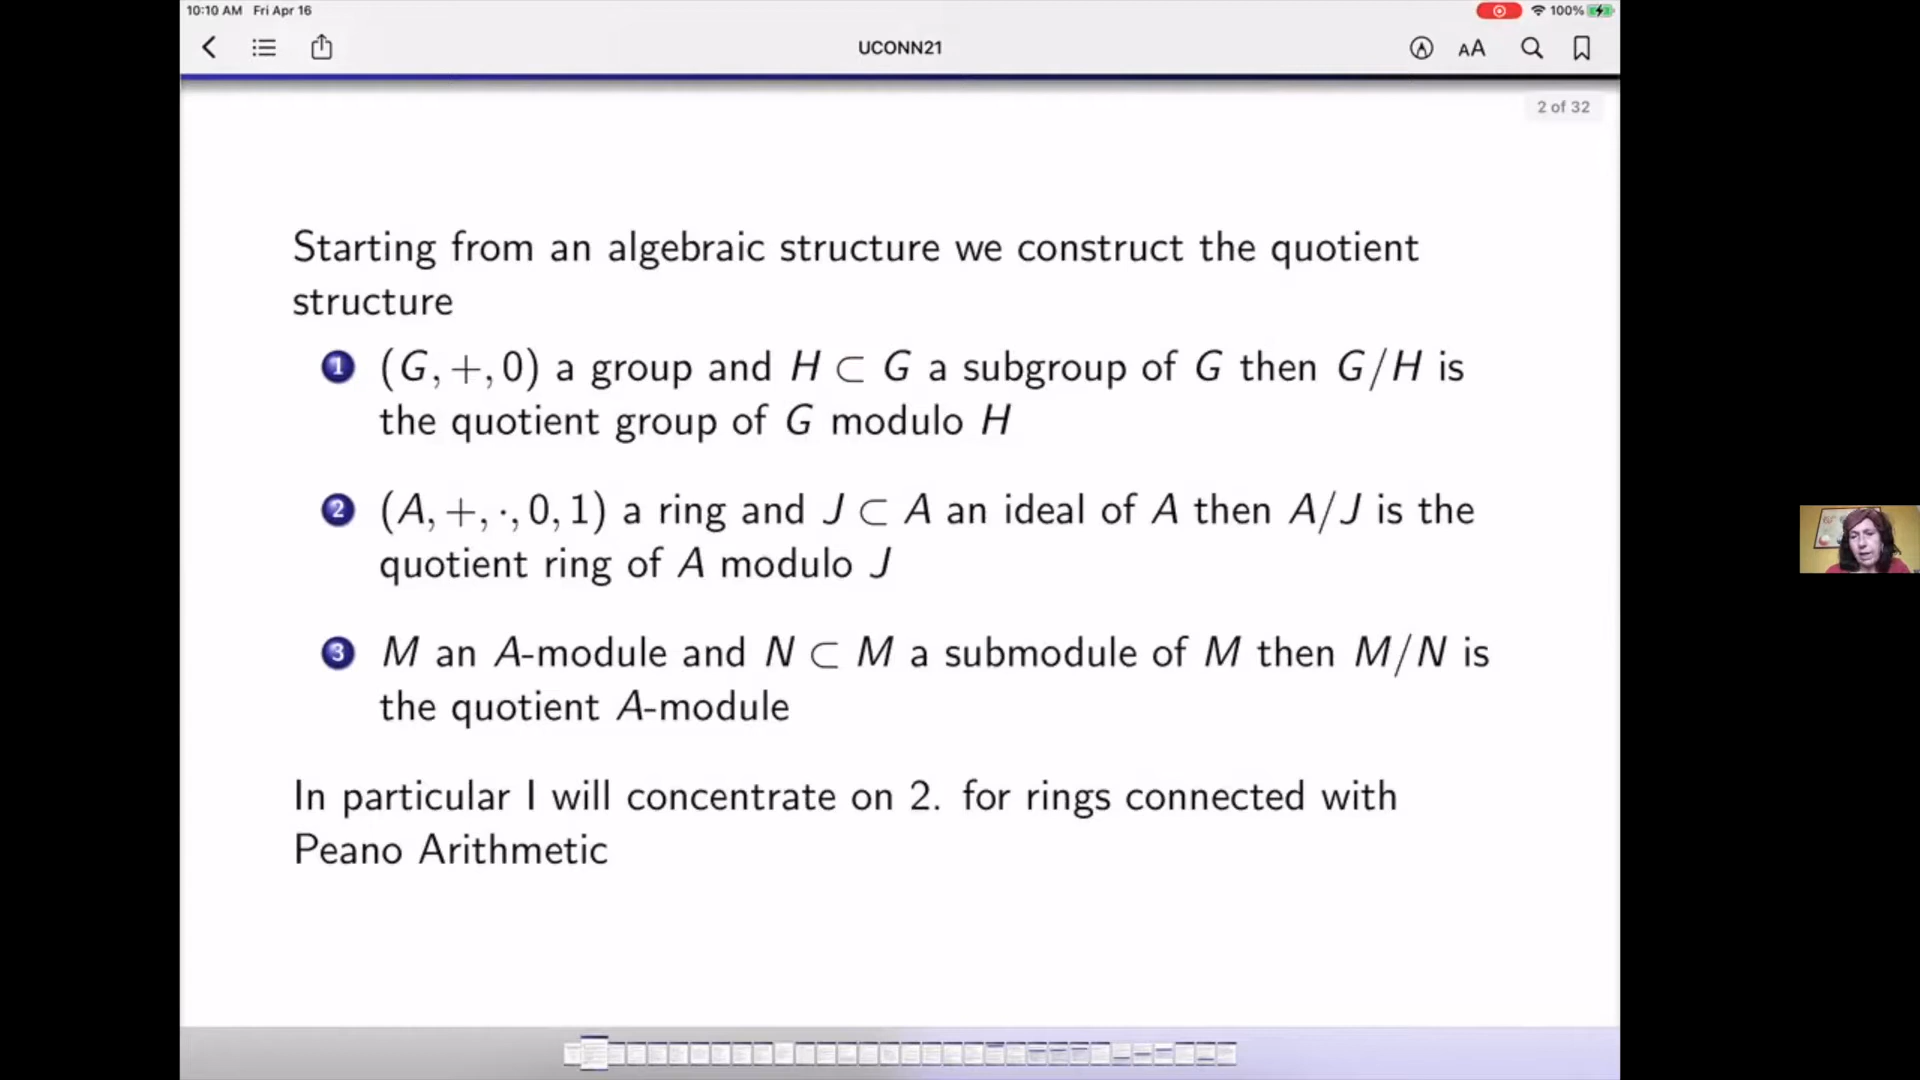 10:10 AM Fri Apr 16
100%
UCONN21
AA
2 of 32
Starting from an algebraic structure we construct the quotient
structure
1 (G, +, 0) a group and H ⊂ G a subgroup of G then G/H is
the quotient group of G modulo H
2 (A, +, ·, 0, 1) a ring and J ⊂ A an ideal of A then A/J is the
quotient ring of A modulo J
3 M an A-module and N ⊂ M a submodule of M then M/N is
the quotient A-module
In particular I will concentrate on 2. for rings connected with
Peano Arithmetic